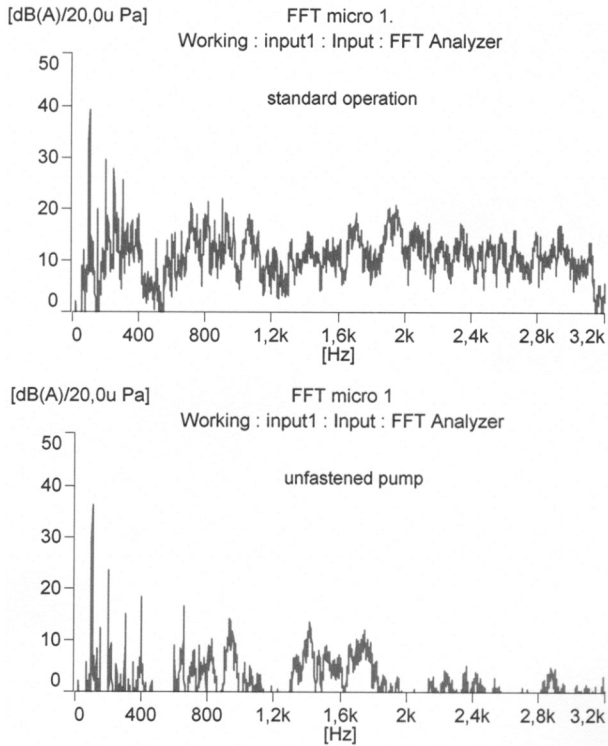 [dB(A)/20,0u Pa]
FFT micro 1.
Working : input1 : Input : FFT Analyzer
standard operation
50
40
30
20
10
0
0 400 800 1,2k 1,6k 2k 2,4k 2,8k 3,2k
[Hz]
[dB(A)/20,0u Pa]
FFT micro 1
Working : input1 : Input : FFT Analyzer
unfastened pump
50
40
30
20
10
0
0 400 800 1,2k 1,6k 2k 2,4k 2,8k 3,2k
[Hz]